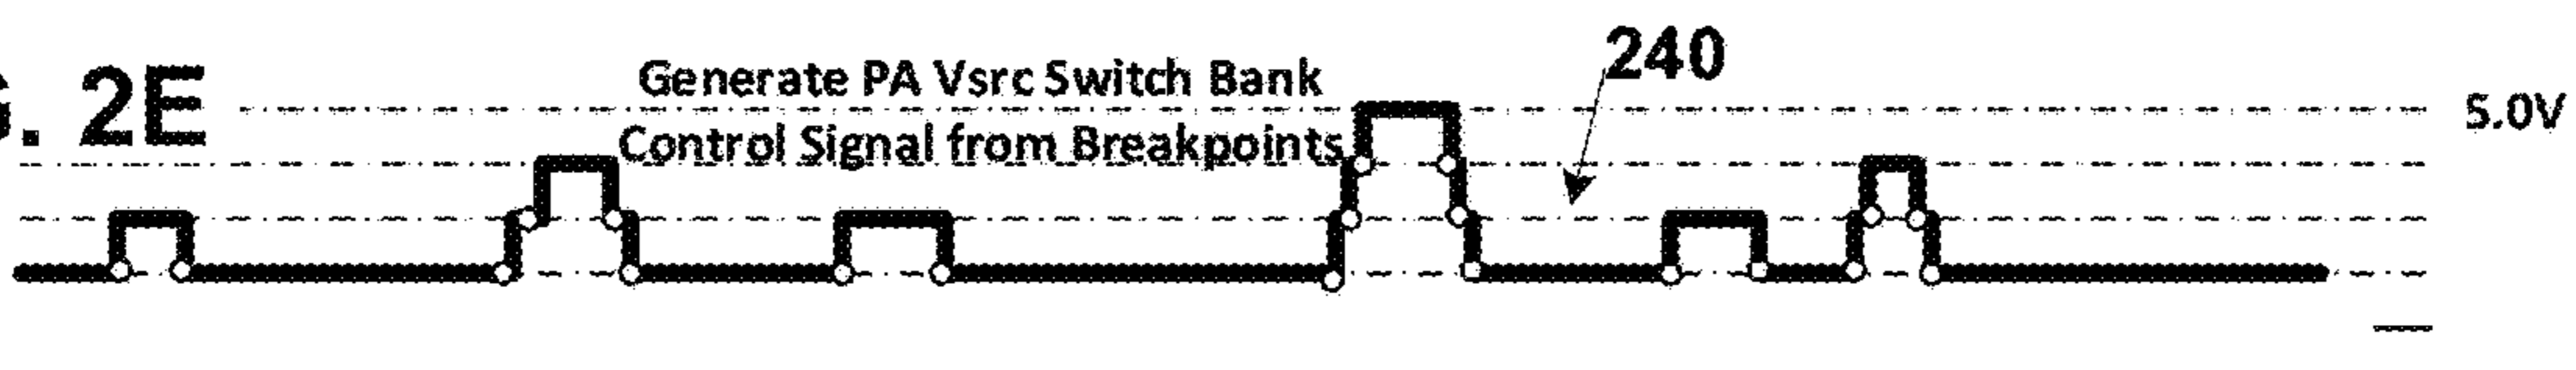 G. 2E
Generate PA Vsrc Switch Bank
Control Signal from Breakpoints
240
5.0V